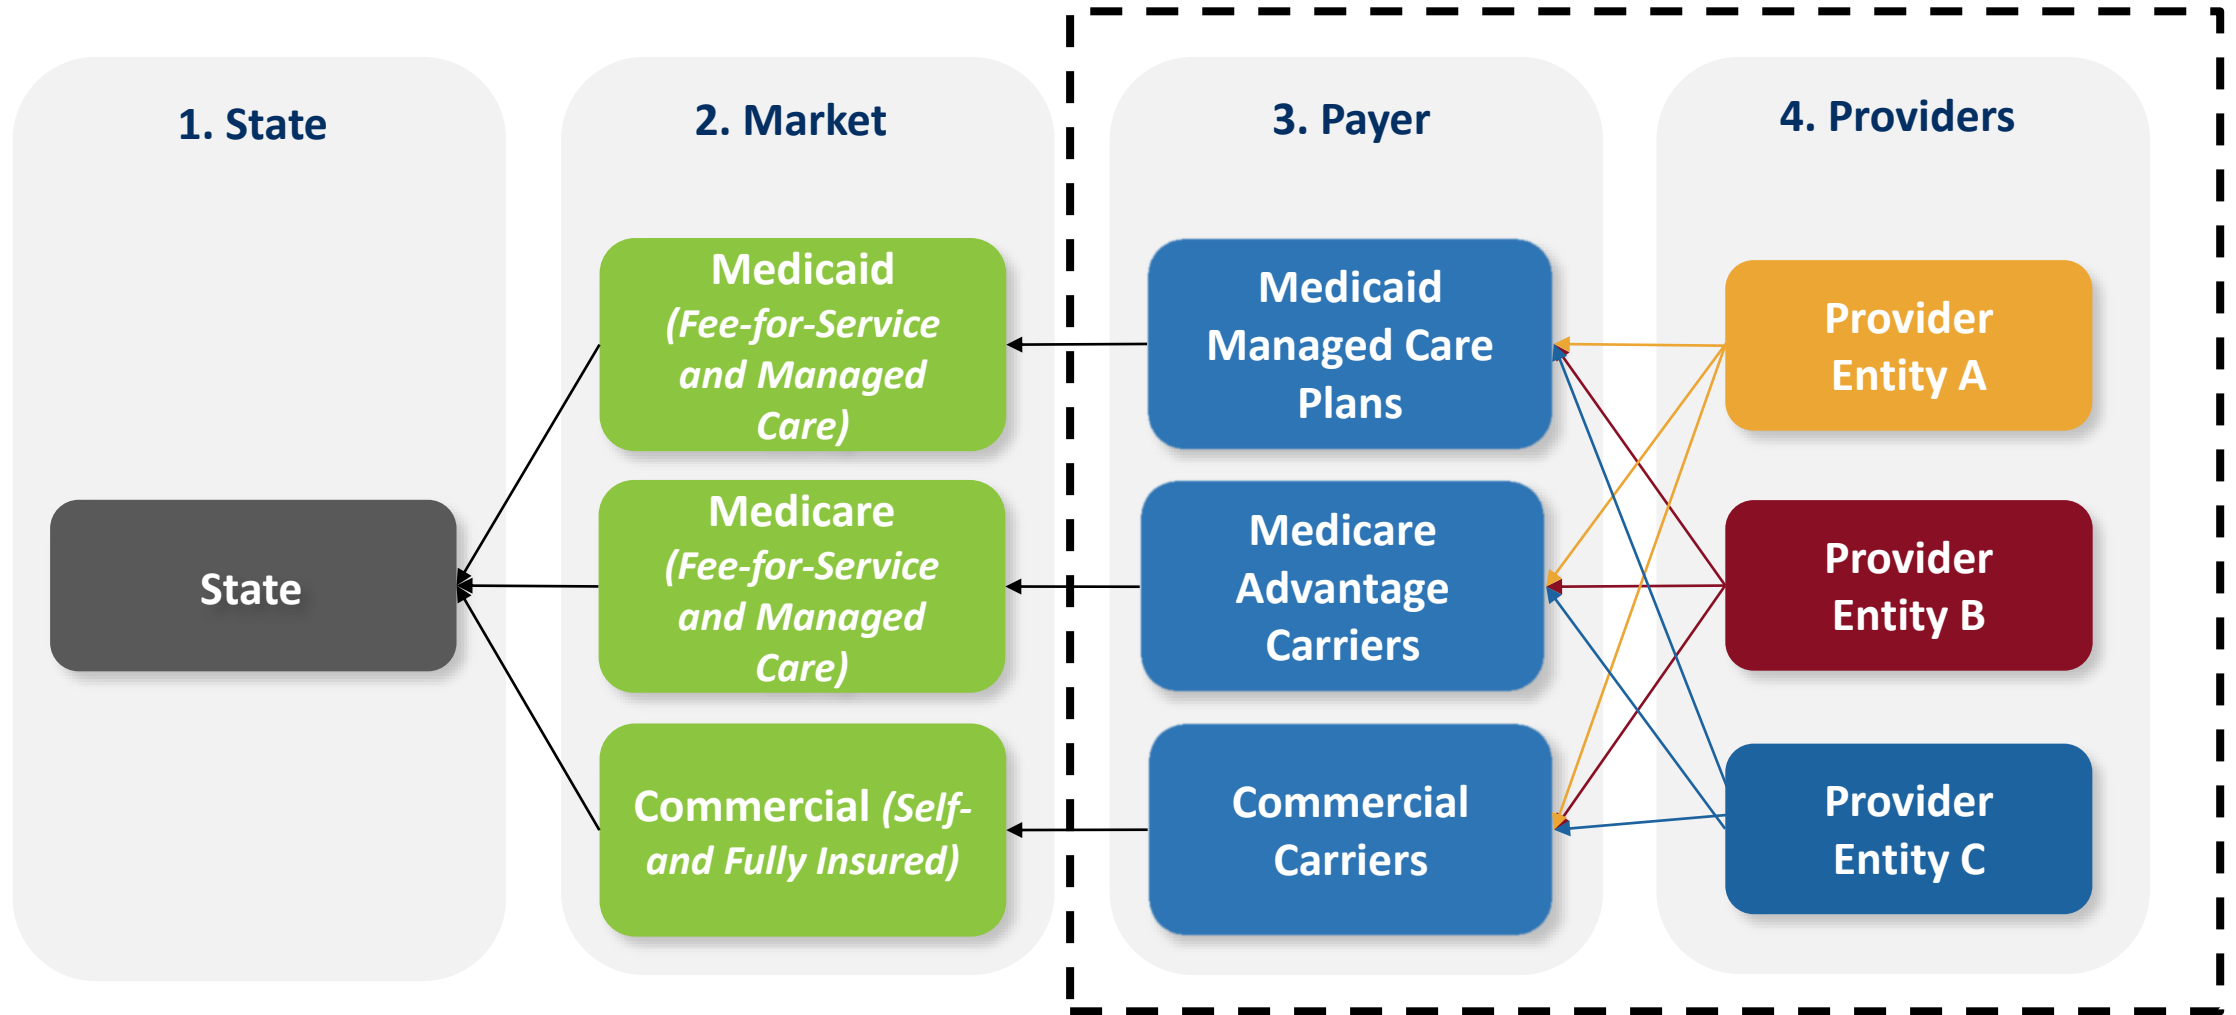 1. State
2. Market
3. Payer
4. Providers
State
Medicaid
(Fee-for-Service
and Managed
Care)
Medicare
(Fee-for-Service
and Managed
Care)
Commercial (Self-
and Fully Insured)
Medicaid
Managed Care
Plans
Medicare
Advantage
Carriers
Commercial
Carriers
Provider
Entity A
Provider
Entity B
Provider
Entity C